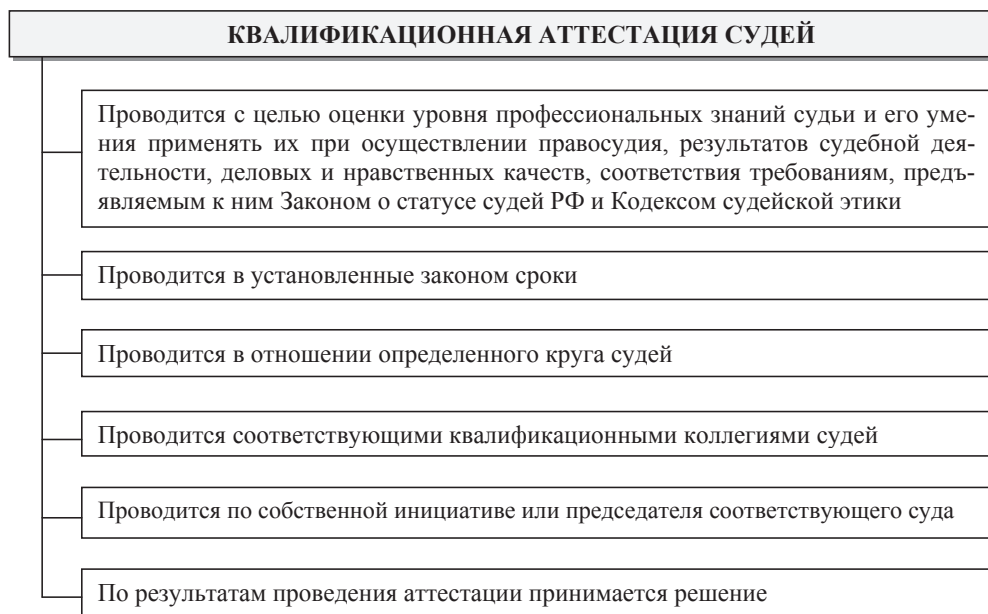 КВАЛИФИКАЦИОННАЯ АТТЕСТАЦИЯ СУДЕЙ
Проводится с целью оценки уровня профессиональных знаний судьи и его уме-
ния применять их при осуществлении правосудия, результатов судебной дея-
тельности, деловых и нравственных качеств, соответствия требованиям, предъ-
являемым к ним Законом о статусе судей РФ и Кодексом судейской этики
Проводится в установленные законом сроки
Проводится в отношении определенного круга судей
Проводится соответствующими квалификационными коллегиями судей
Проводится по собственной инициативе или председателя соответствующего суда
По результатам проведения аттестации принимается решение